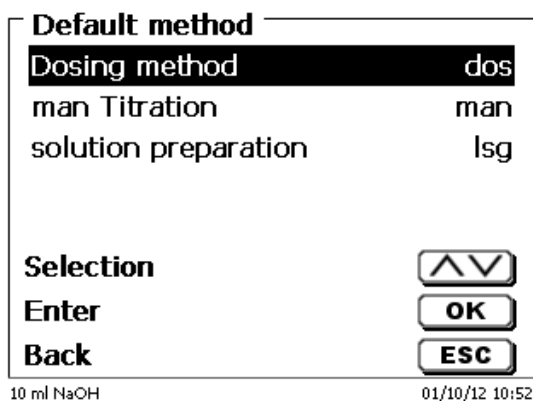 Default method
Dosing method dos
man Titration man
solution preparation lsg
Selection
Enter OK
Back ESC
10 ml NaOH 01/10/12 10:52